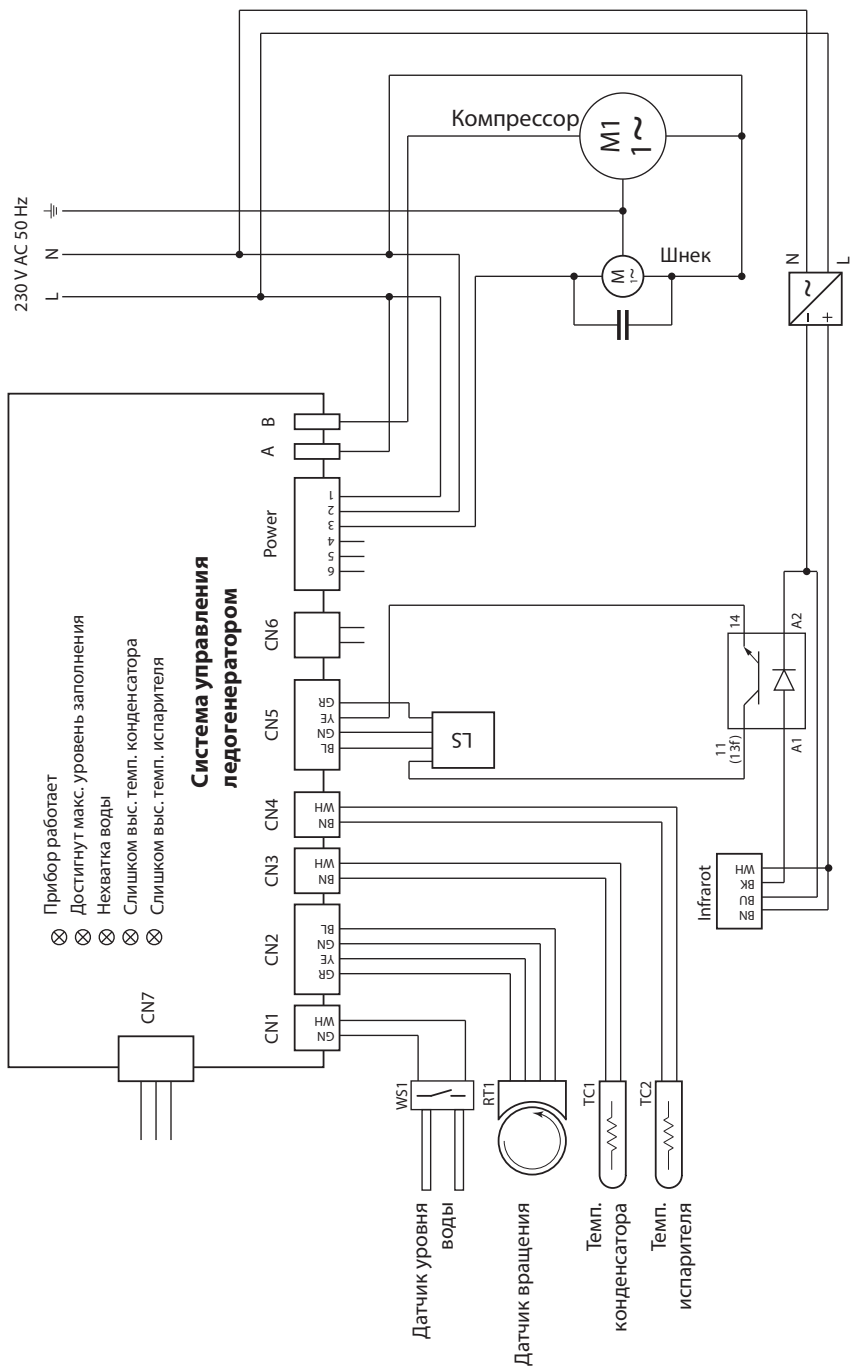 230 V AC 50 Hz
L
N
Компрессор
M1
1~
Шнек
M
1~
N
L
~
−
+
Прибор работает
Достигнут макс. уровень заполнения
Нехватка воды
Слишком выс. темп. конденсатора
Слишком выс. темп. испарителя
Система управления
ледогенератором
CN7
CN1
CN2
CN3
CN4
CN5
CN6
Power
A
B
GN
WH
GR
YE
GN
BL
BN
WH
BN
WH
BL
GN
YE
GR
6
5
4
3
2
1
LS
WS1
RT1
TC1
TC2
Датчик уровня
воды
Датчик вращения
Темп.
конденсатора
Темп.
испарителя
Infrarot
BN
BU
BK
WH
11
(13f)
14
A1
A2